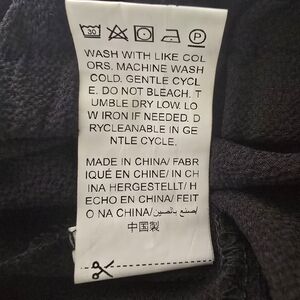 30 P
WASH WITH LIKE COL
ORS. MACHINE WASH
COLD. GENTLE CYCL
E. DO NOT BLEACH. T
UMBLE DRY LOW. LO
W IRON IF NEEDED. D
RYCLEANABLE IN GE
NTLE CYCLE.
MADE IN CHINA/ FABR
IQUÉ EN CHINE/ IN CH
INA HERGESTELLT/ H
ECHO EN CHINA/ FEIT
O NA CHINA/صنع بالصين/
中国製